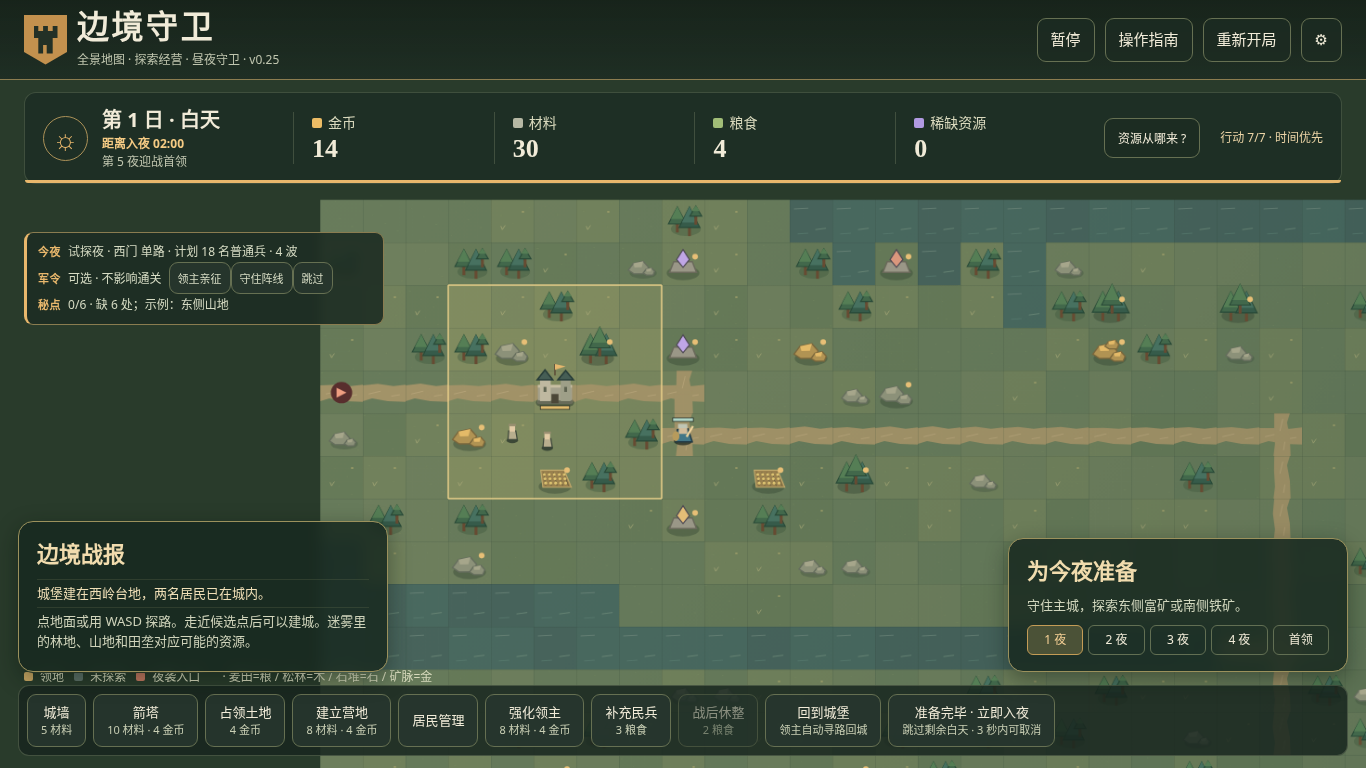 边境守卫
全景地图 · 探索经营 · 昼夜守卫 · v0.25
暂停
操作指南
重新开局
第 1 日 · 白天
距离入夜 02:00
第 5 夜迎战首领
金币
14
材料
30
粮食
4
稀缺资源
0
资源从哪来？
行动 7/7 · 时间优先
今夜 试探夜 · 西门 单路 · 计划 18 名普通兵 · 4 波
军令 可选 · 不影响通关 领主亲征 守住阵线 跳过
秘点 0/6 · 缺 6 处；示例：东侧山地
边境战报
城堡建在西岭台地，两名居民已在城内。
点地面或用 WASD 探路。走近候选点后可以建城。迷雾里
的林地、山地和田垄对应可能的资源。
为今夜准备
守住主城，探索东侧富矿或南侧铁矿。
1 夜
2 夜
3 夜
4 夜
首领
领地 未探索 夜袭入口 · 麦田=粮 / 松林=木 / 石堆=石 / 矿脉=金
城墙
5 材料
箭塔
10 材料 · 4 金币
占领土地
4 金币
建立营地
8 材料 · 4 金币
居民管理
强化领主
8 材料 · 4 金币
补充民兵
3 粮食
战后休整
2 粮食
回到城堡
领主自动寻路回城
准备完毕 · 立即入夜
跳过剩余白天 · 3 秒内可取消